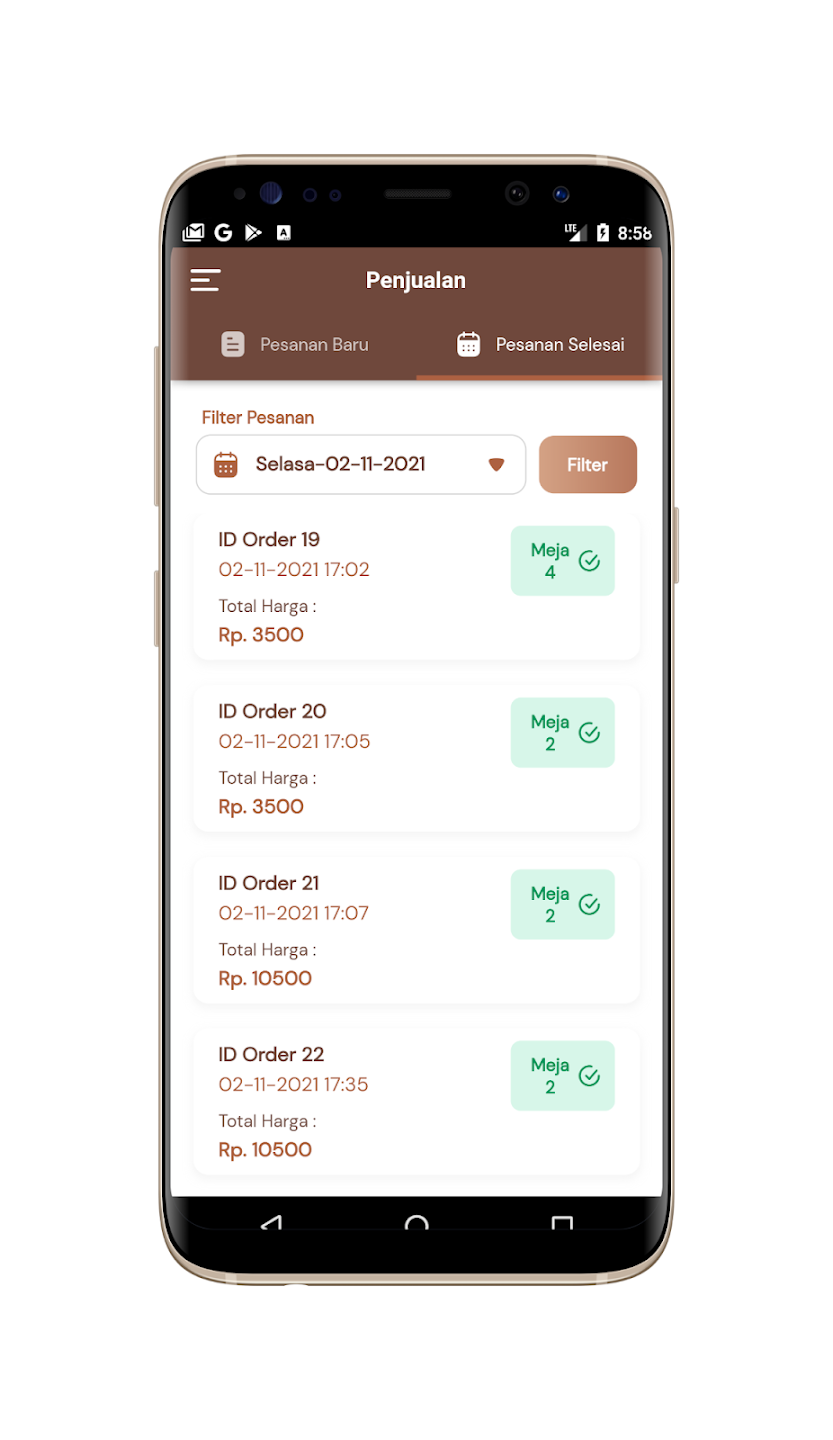 LTE 8:58
Penjualan
Pesanan Baru Pesanan Selesai
Filter Pesanan
Selasa-02-11-2021 Filter
ID Order 19
02-11-2021 17:02
Total Harga :
Rp. 3500
Meja
4
ID Order 20
02-11-2021 17:05
Total Harga :
Rp. 3500
Meja
2
ID Order 21
02-11-2021 17:07
Total Harga :
Rp. 10500
Meja
2
ID Order 22
02-11-2021 17:35
Total Harga :
Rp. 10500
Meja
2